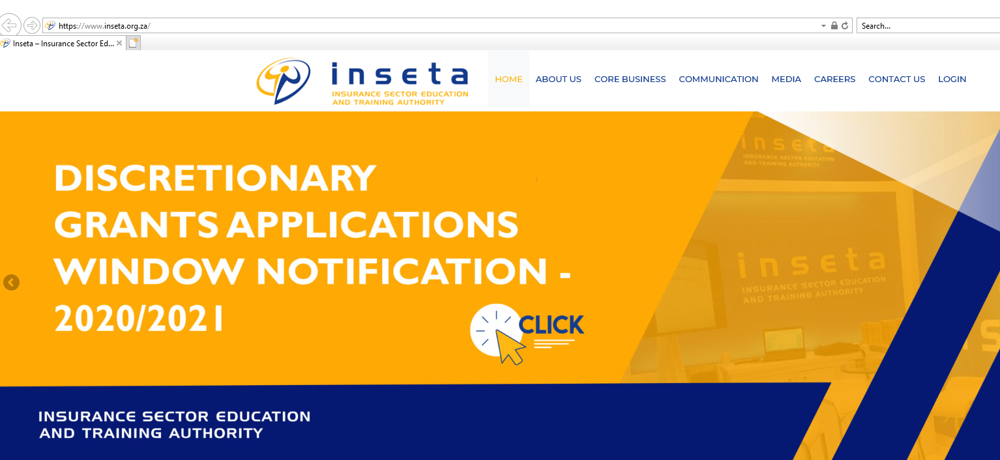 https://www.inseta.org.za/
Search...
Inseta – Insurance Sector Ed...
inseta
INSURANCE SECTOR EDUCATION
AND TRAINING AUTHORITY
HOME ABOUT US CORE BUSINESS COMMUNICATION MEDIA CAREERS CONTACT US LOGIN
inseta
INSURANCE SECTOR EDUCATION
AND TRAINING AUTHORITY
DISCRETIONARY
GRANTS APPLICATIONS
WINDOW NOTIFICATION -
2020/2021
CLICK
inseta
INSURANCE SECTOR EDUCATION
AND TRAINING AUTHORITY
INSURANCE SECTOR EDUCATION
AND TRAINING AUTHORITY